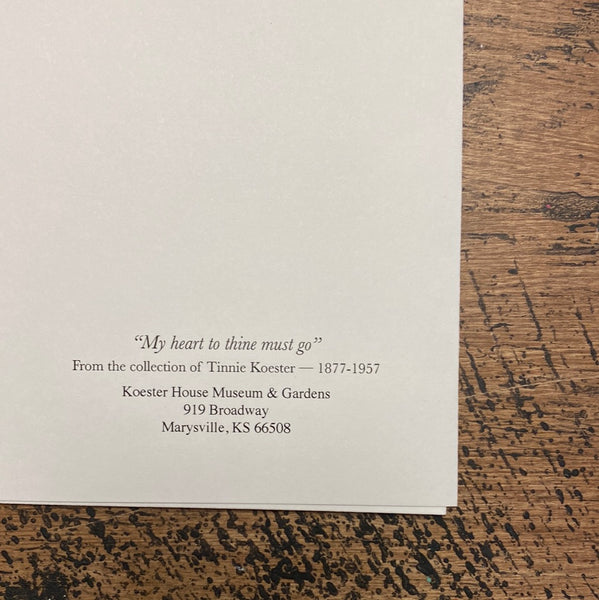 “My heart to thine must go”
From the collection of Tinnie Koester — 1877-1957
Koester House Museum & Gardens
919 Broadway
Marysville, KS 66508